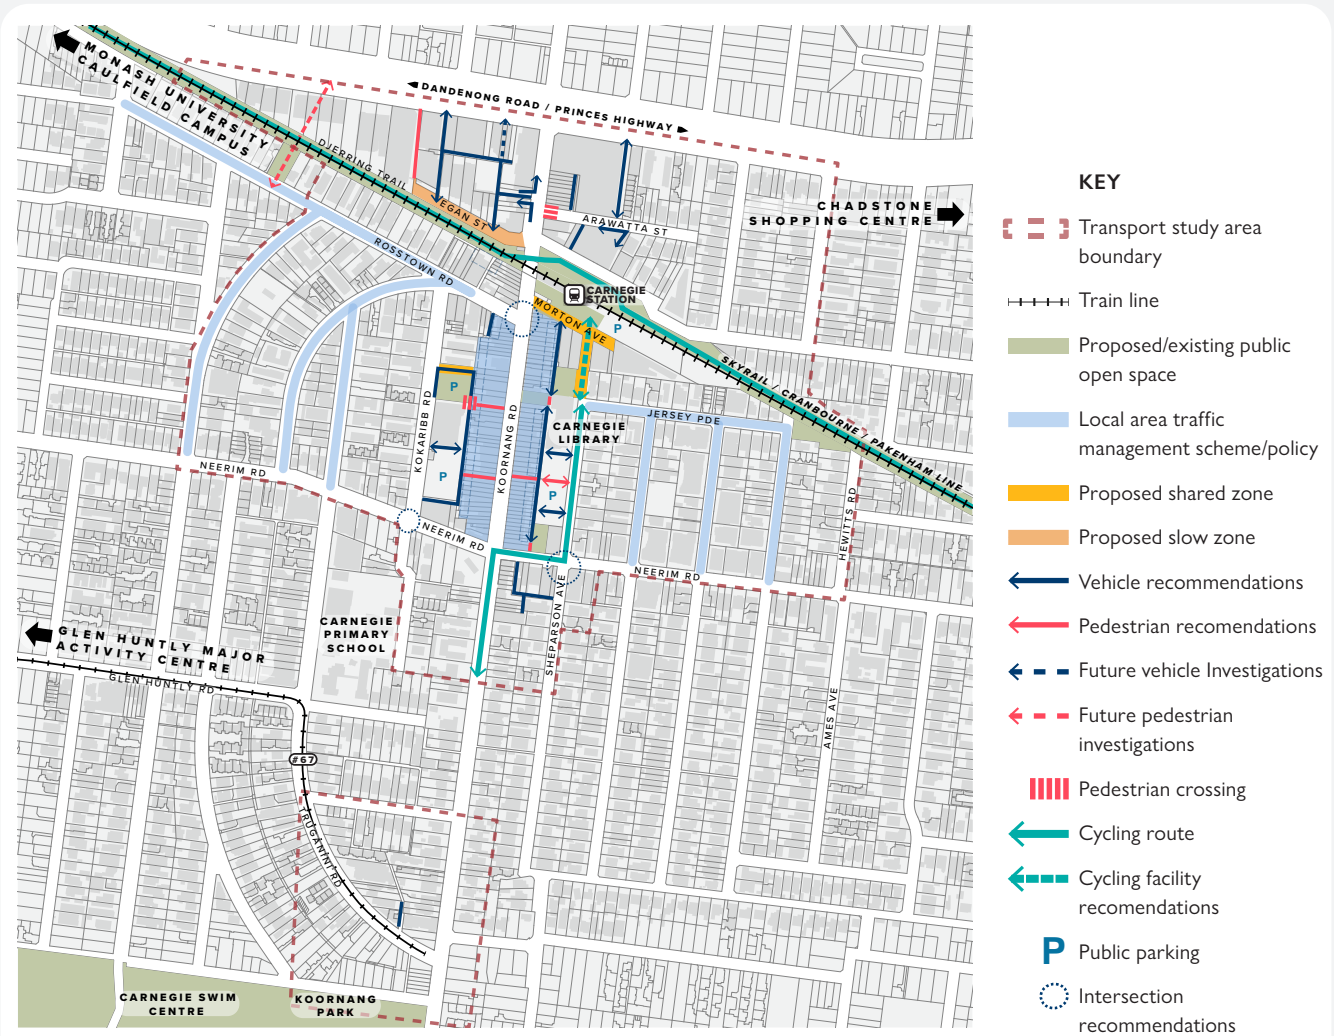 MONASH UNIVERSITY
CAULFIELD CAMPUS
DANDENONG ROAD / PRINCES HIGHWAY
DJERRING TRAIL
EGAN ST
ARAWATTA ST
CHADSTONE
SHOPPING CENTRE
ROSSTOWN RD
CARNEGIE
STATION
MORTON AVE
P
SKYRAIL / CRANBOURNE / PAKENHAM LINE
P
KOKARIBB RD
KOORNANG RD
JERSEY PDE
CARNEGIE
LIBRARY
NEERIM RD
P
P
HEWITTS RD
NEERIM RD
NEERIM RD
SHEPARSON AVE
CARNEGIE
PRIMARY
SCHOOL
GLEN HUNTLY MAJOR
ACTIVITY CENTRE
GLEN HUNTLY RD
AMES AVE
#67
TRUGANINI RD
CARNEGIE SWIM
CENTRE
KOORNANG
PARK
KEY
Transport study area
boundary
Train line
Proposed/existing public
open space
Local area traffic
management scheme/policy
Proposed shared zone
Proposed slow zone
Vehicle recommendations
Pedestrian recomendations
Future vehicle Investigations
Future pedestrian
investigations
Pedestrian crossing
Cycling route
Cycling facility
recomendations
P
Public parking
Intersection
recommendations